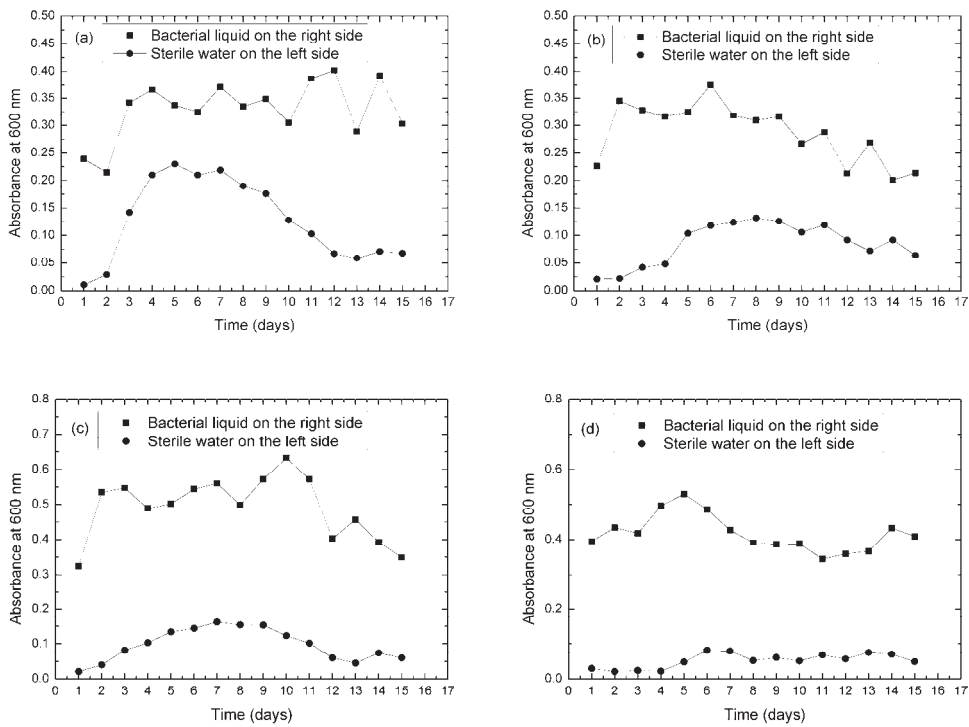 (a)
Bacterial liquid on the right side
Sterile water on the left side
Absorbance at 600 nm
0.50
0.45
0.40
0.35
0.30
0.25
0.20
0.15
0.10
0.05
0.00
0 1 2 3 4 5 6 7 8 9 10 11 12 13 14 15 16 17
Time (days)
(b)
Bacterial liquid on the right side
Sterile water on the left side
Absorbance at 600 nm
0.50
0.45
0.40
0.35
0.30
0.25
0.20
0.15
0.10
0.05
0.00
0 1 2 3 4 5 6 7 8 9 10 11 12 13 14 15 16 17
Time (days)
(c)
Bacterial liquid on the right side
Sterile water on the left side
Absorbance at 600 nm
0.8
0.7
0.6
0.5
0.4
0.3
0.2
0.1
0.0
0 1 2 3 4 5 6 7 8 9 10 11 12 13 14 15 16 17
Time (days)
(d)
Bacterial liquid on the right side
Sterile water on the left side
Absorbance at 600 nm
0.8
0.6
0.4
0.2
0.0
0 1 2 3 4 5 6 7 8 9 10 11 12 13 14 15 16 17
Time (days)